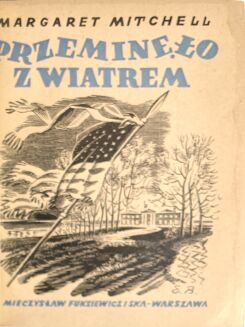 MARGARET MITCHELL
PRZEMINĘŁO
Z WIATREM
MIECZYSŁAW FUKSIEWICZ I SKA - WARSZAWA